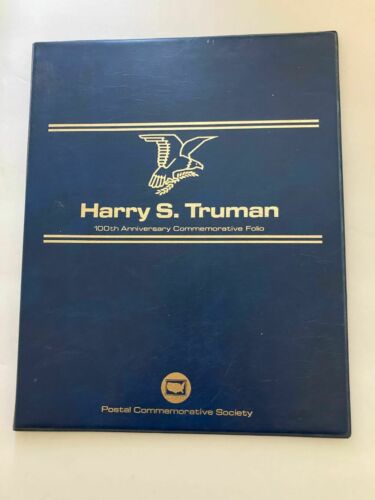 Harry S. Truman
100th Anniversary Commemorative Folio
Postal Commemorative Society